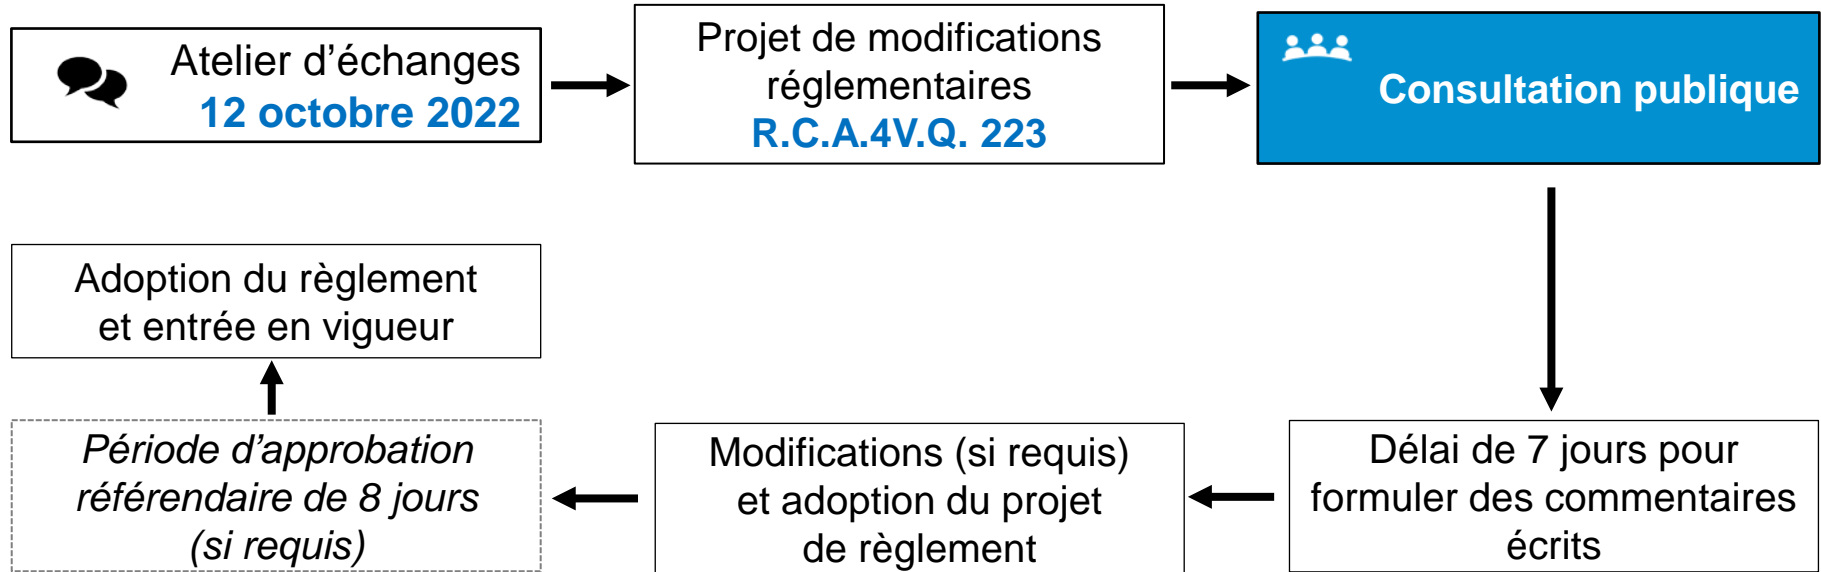 Atelier d’échanges
12 octobre 2022
Projet de modifications
réglementaires
R.C.A.4V.Q. 223
Consultation publique
Délai de 7 jours pour
formuler des commentaires
écrits
Modifications (si requis)
et adoption du projet
de règlement
Période d’approbation
référendaire de 8 jours
(si requis)
Adoption du règlement
et entrée en vigueur